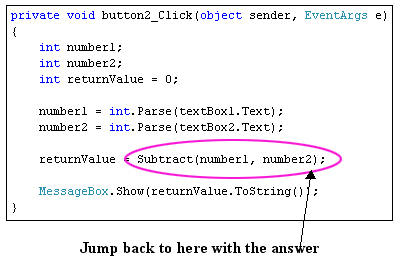 private void button2_Click(object sender, EventArgs e)
{
int number1;
int number2;
int returnValue = 0;
number1 = int.Parse(textBox1.Text);
number2 = int.Parse(textBox2.Text);
returnValue = Subtract(number1, number2);
MessageBox.Show(returnValue.ToString());
}
Jump back to here with the answer